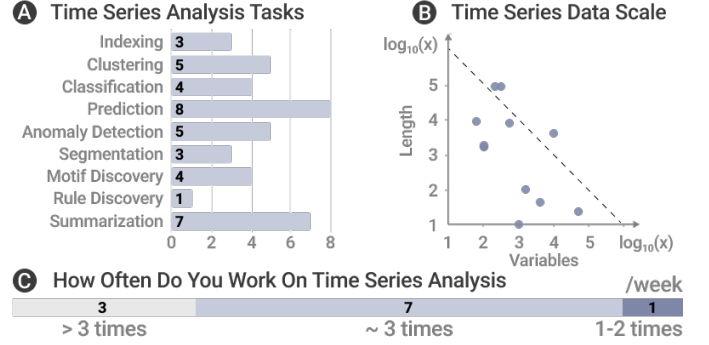 A Time Series Analysis Tasks
Indexing 3
Clustering 5
Classification 4
Prediction 8
Anomaly Detection 5
Segmentation 3
Motif Discovery 4
Rule Discovery 1
Summarization 7
0 2 4 6 8
B Time Series Data Scale
log₁₀(x)
5
4
3
2
1
Length
1 2 3 4 5 log₁₀(x)
Variables
C How Often Do You Work On Time Series Analysis /week
3 7 1
> 3 times ~ 3 times 1-2 times